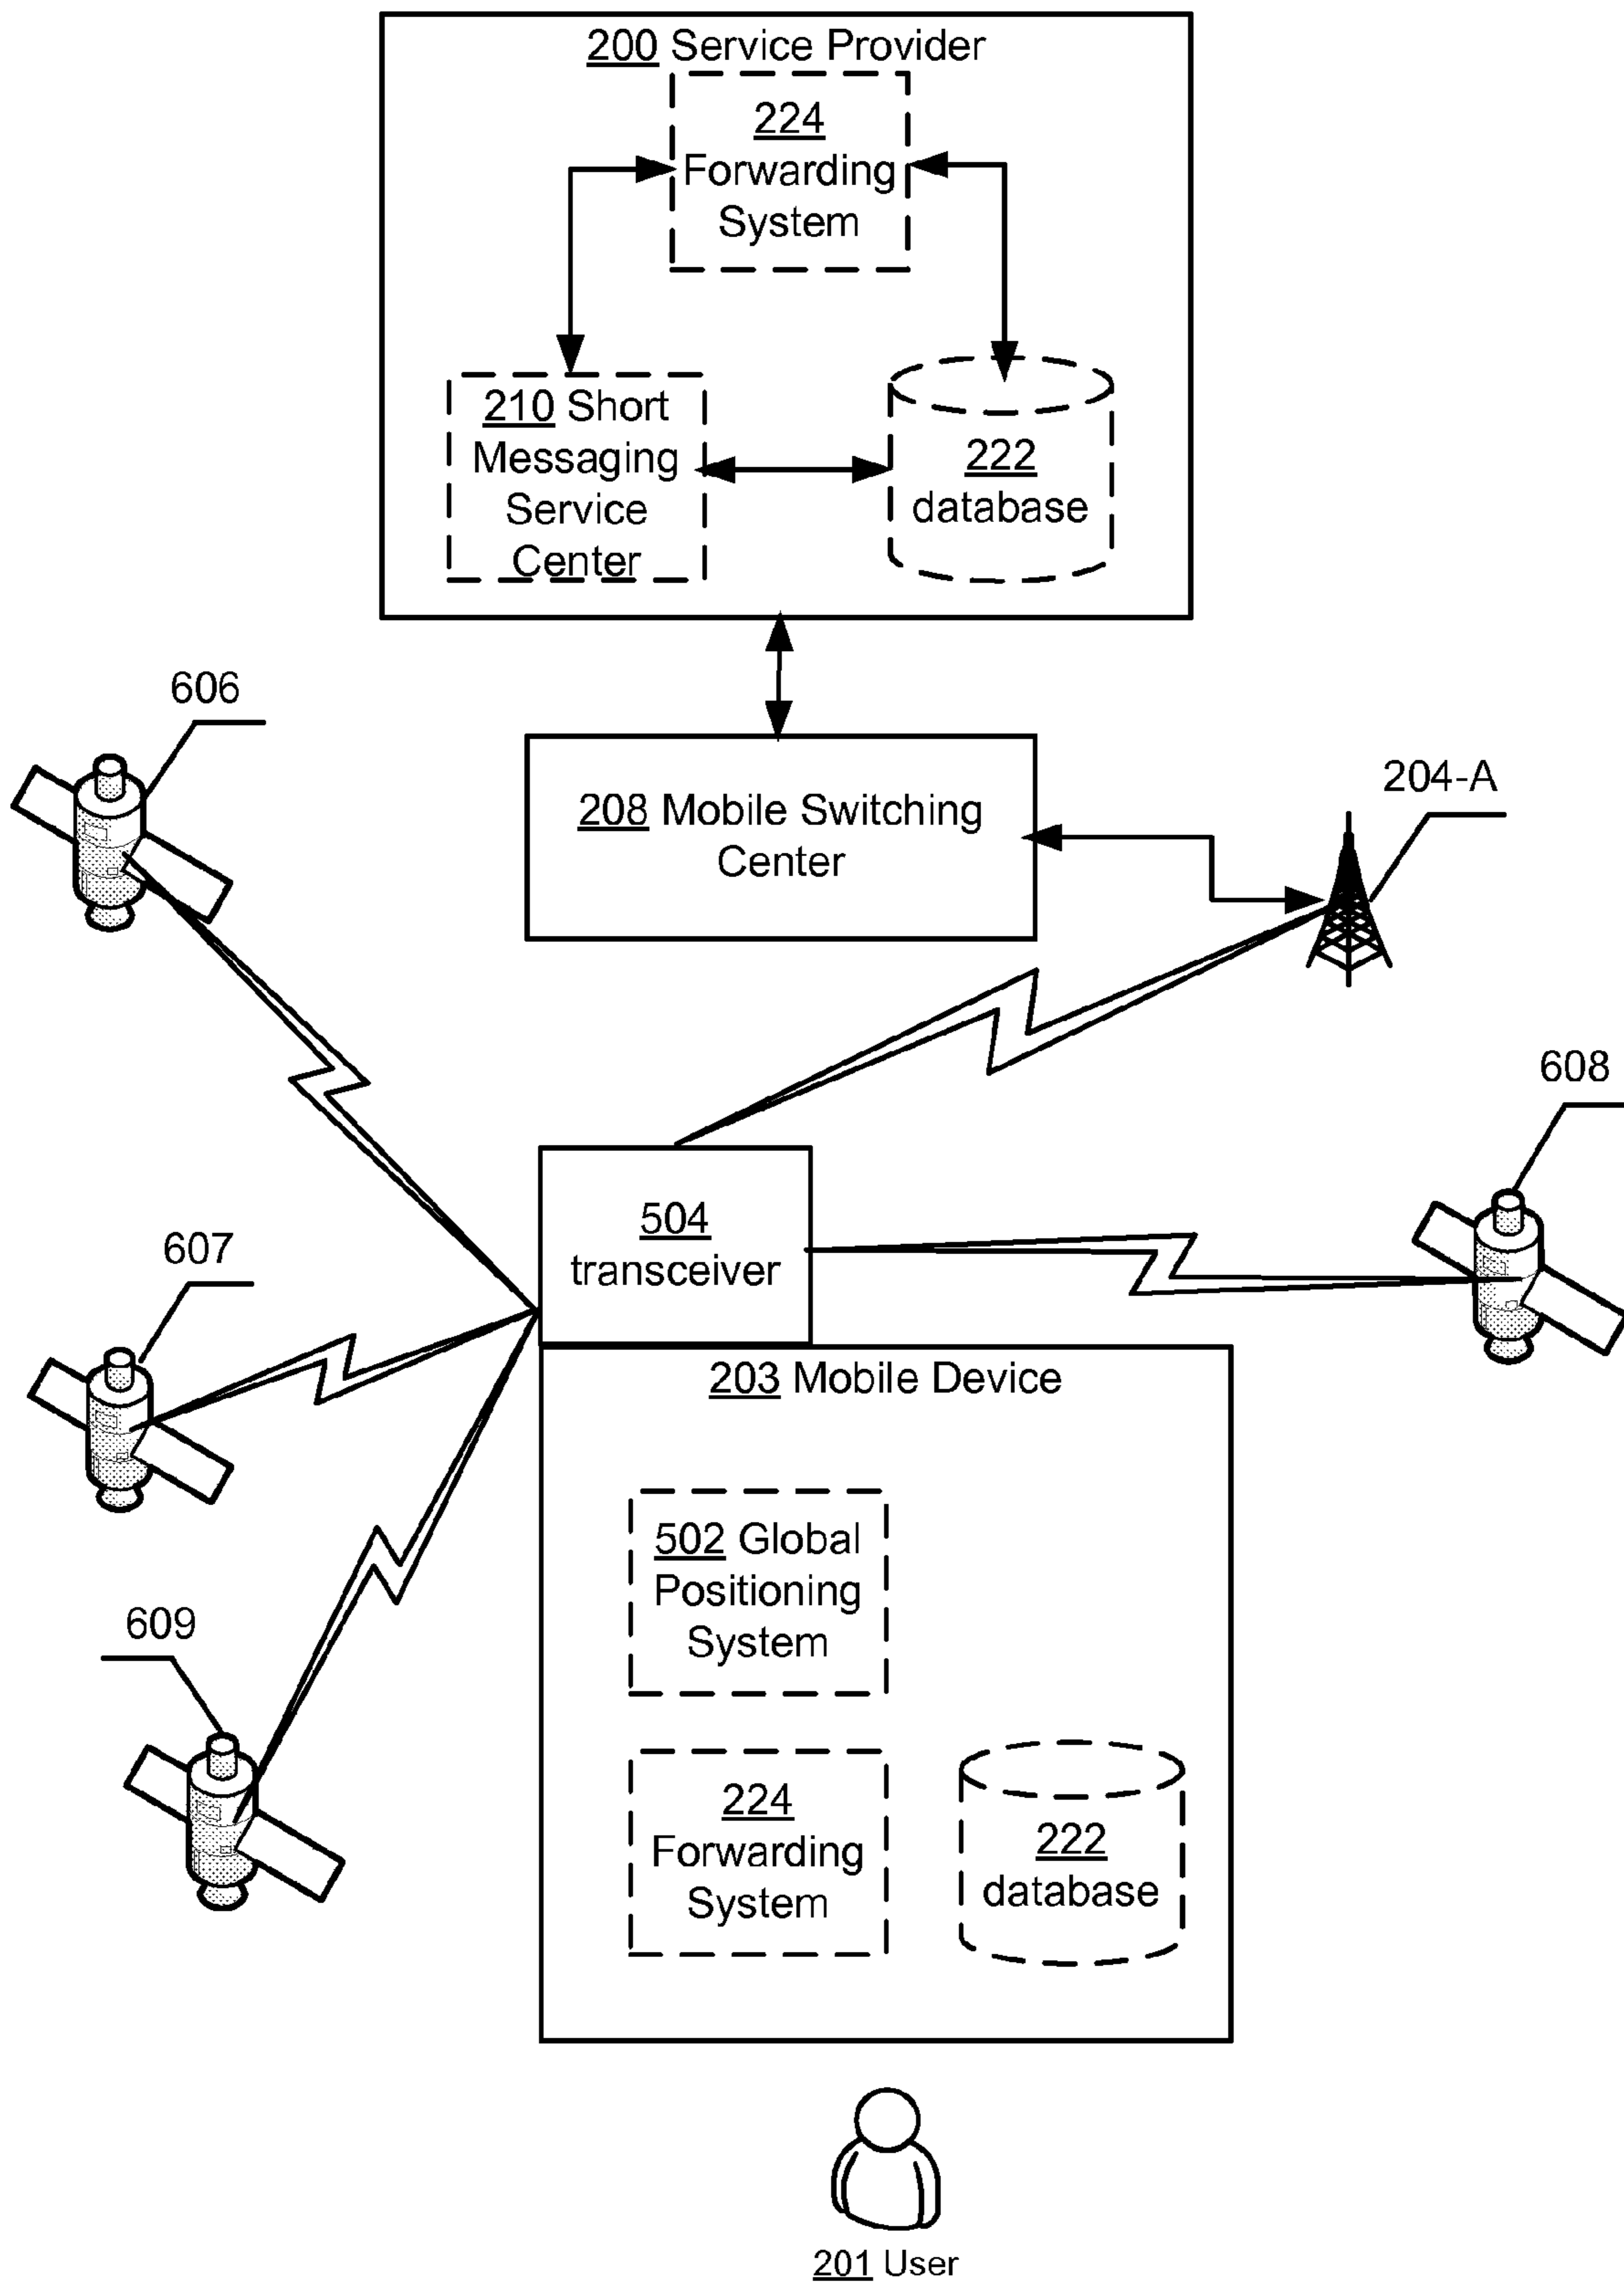 200 Service Provider
224
Forwarding
System
210 Short
Messaging
Service
Center
222
database
606
208 Mobile Switching
Center
204-A
608
504
transceiver
607
203 Mobile Device
502 Global
Positioning
System
609
224
Forwarding
System
222
database
201 User